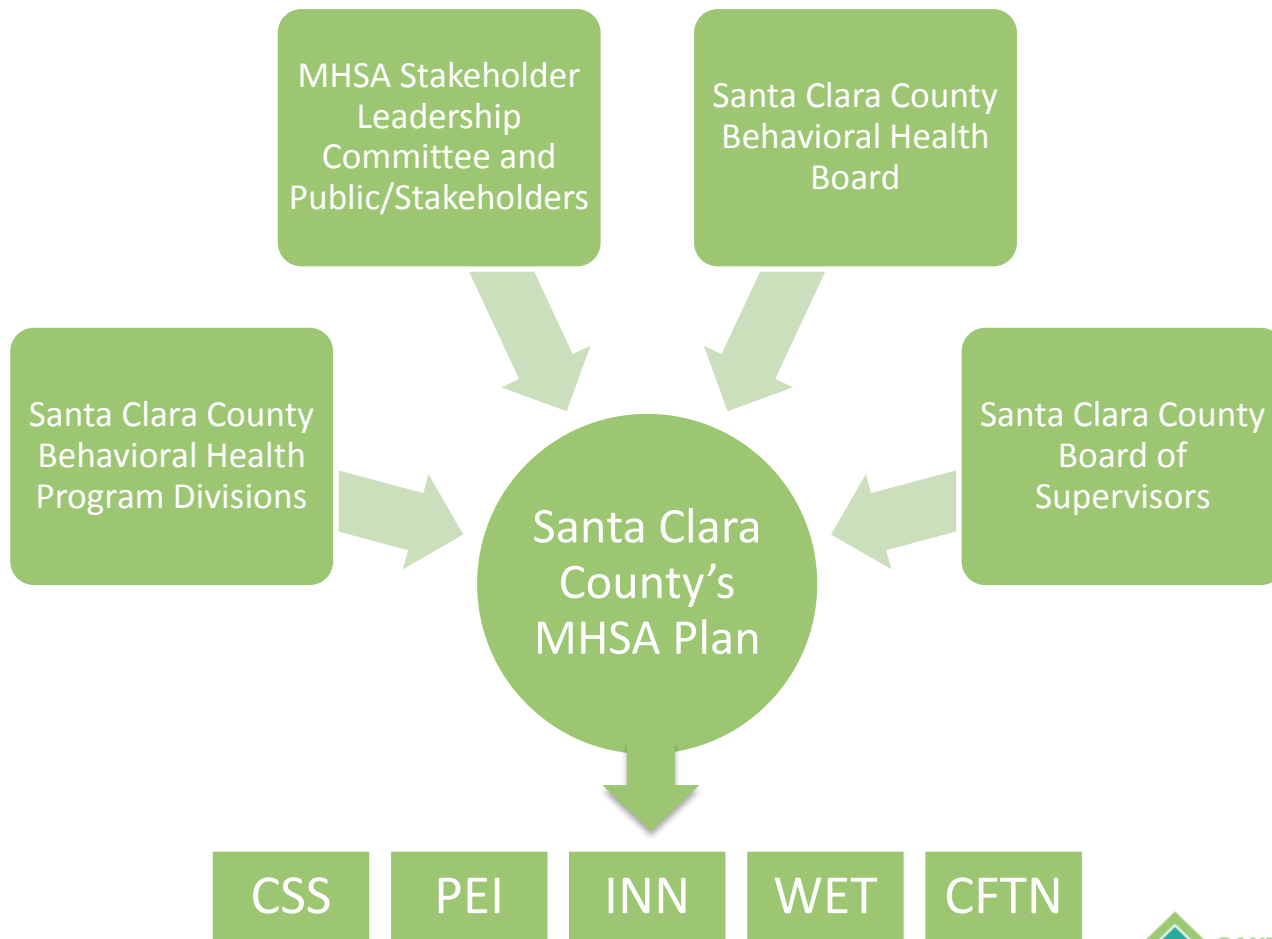 MHSA Stakeholder
Leadership
Committee and
Public/Stakeholders
Santa Clara County
Behavioral Health
Board
Santa Clara County
Behavioral Health
Program Divisions
Santa Clara County
Board of
Supervisors
Santa Clara
County’s
MHSA Plan
CSS
PEI
INN
WET
CFTN